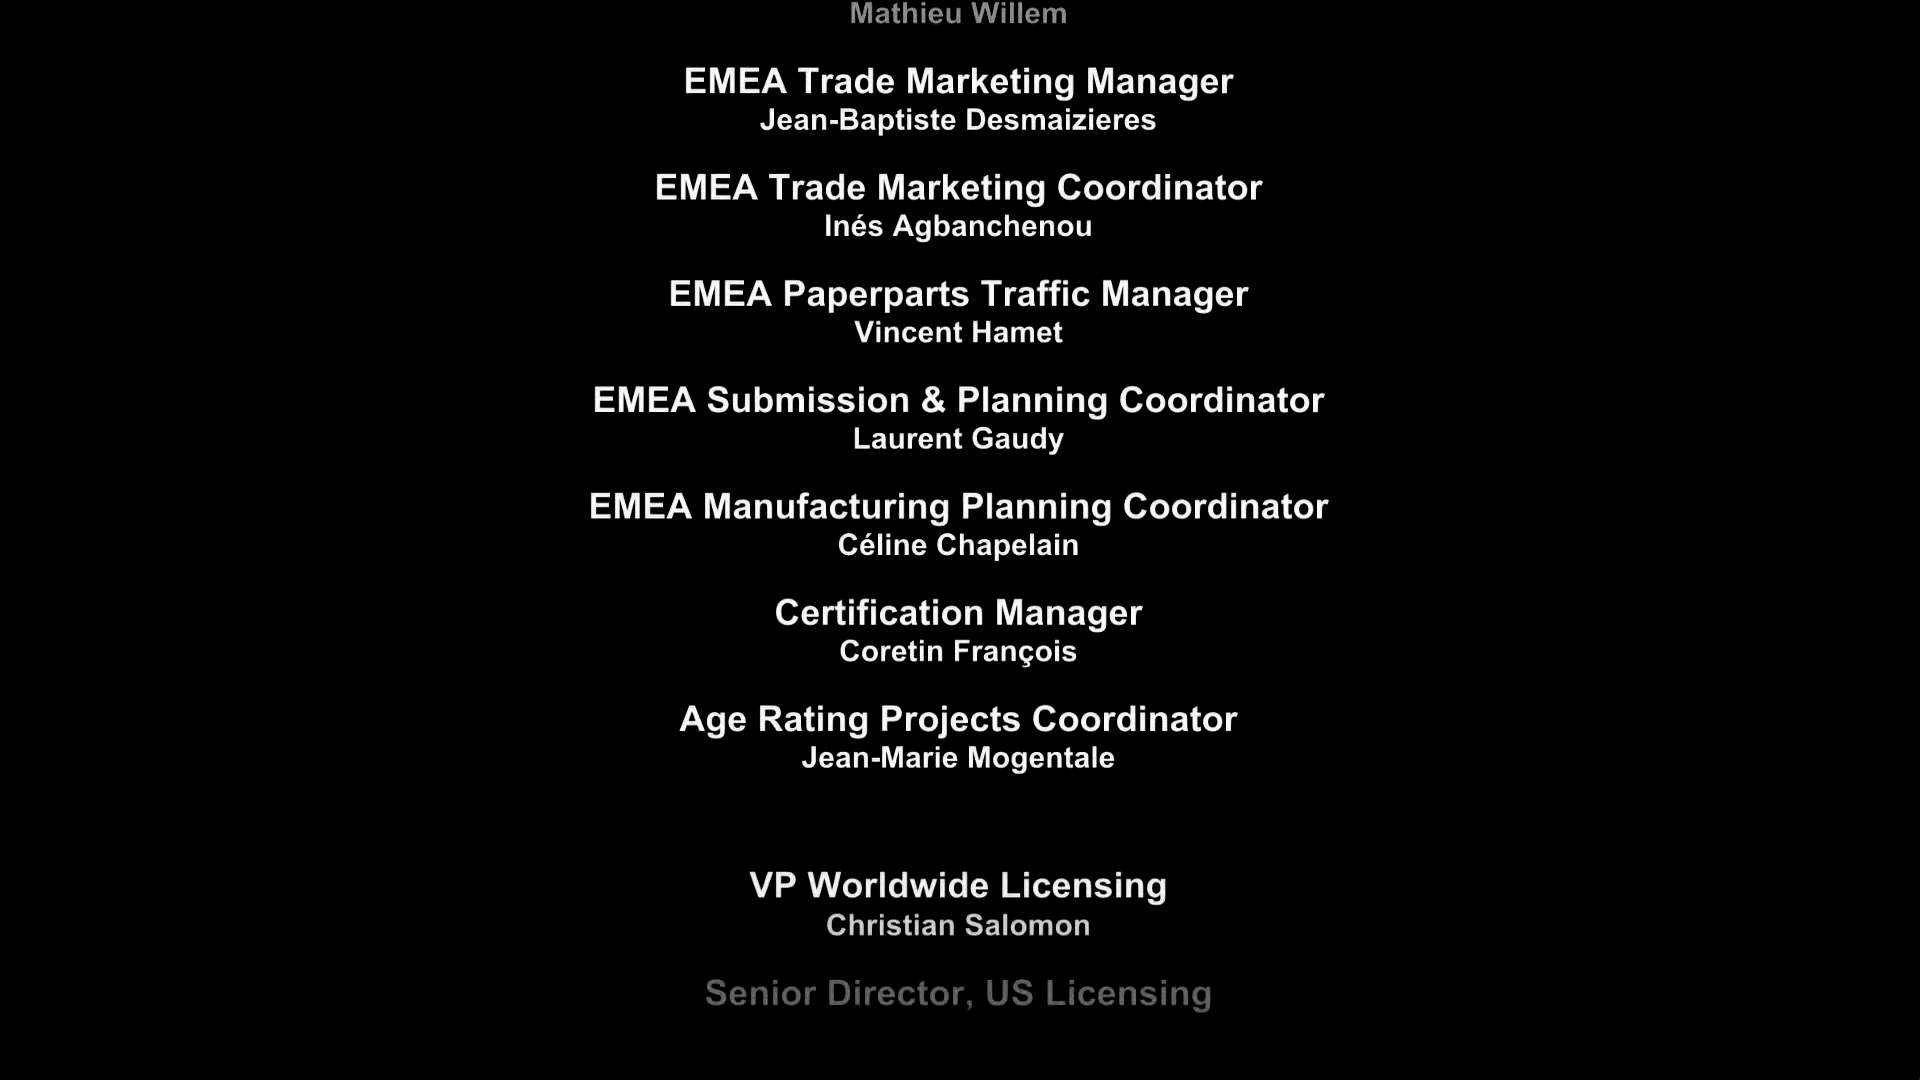 Mathieu Willem
EMEA Trade Marketing Manager
Jean-Baptiste Desmaizieres
EMEA Trade Marketing Coordinator
Inés Agbanchenou
EMEA Paperparts Traffic Manager
Vincent Hamet
EMEA Submission & Planning Coordinator
Laurent Gaudy
EMEA Manufacturing Planning Coordinator
Céline Chapelain
Certification Manager
Coretin François
Age Rating Projects Coordinator
Jean-Marie Mogentale
VP Worldwide Licensing
Christian Salomon
Senior Director, US Licensing